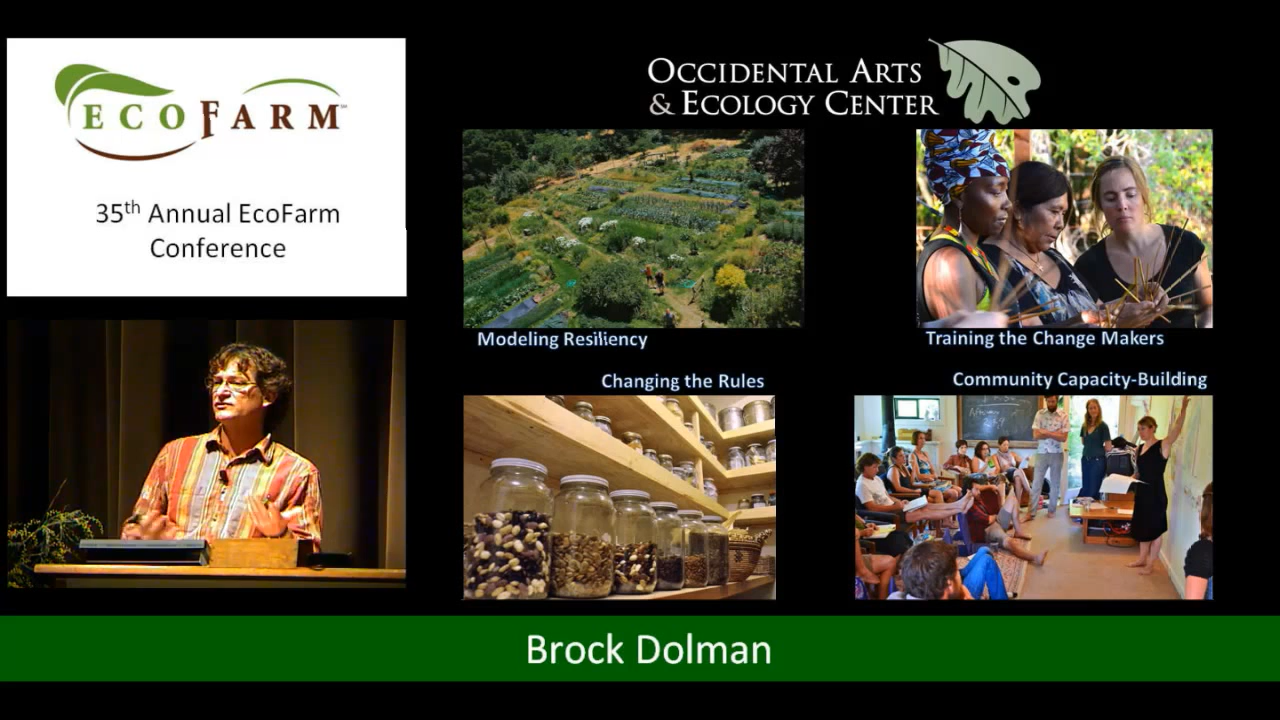 ECOFARM™
35th Annual EcoFarm
Conference
OCCIDENTAL ARTS
& ECOLOGY CENTER
Modeling Resiliency
Training the Change Makers
Changing the Rules
Community Capacity-Building
Brock Dolman